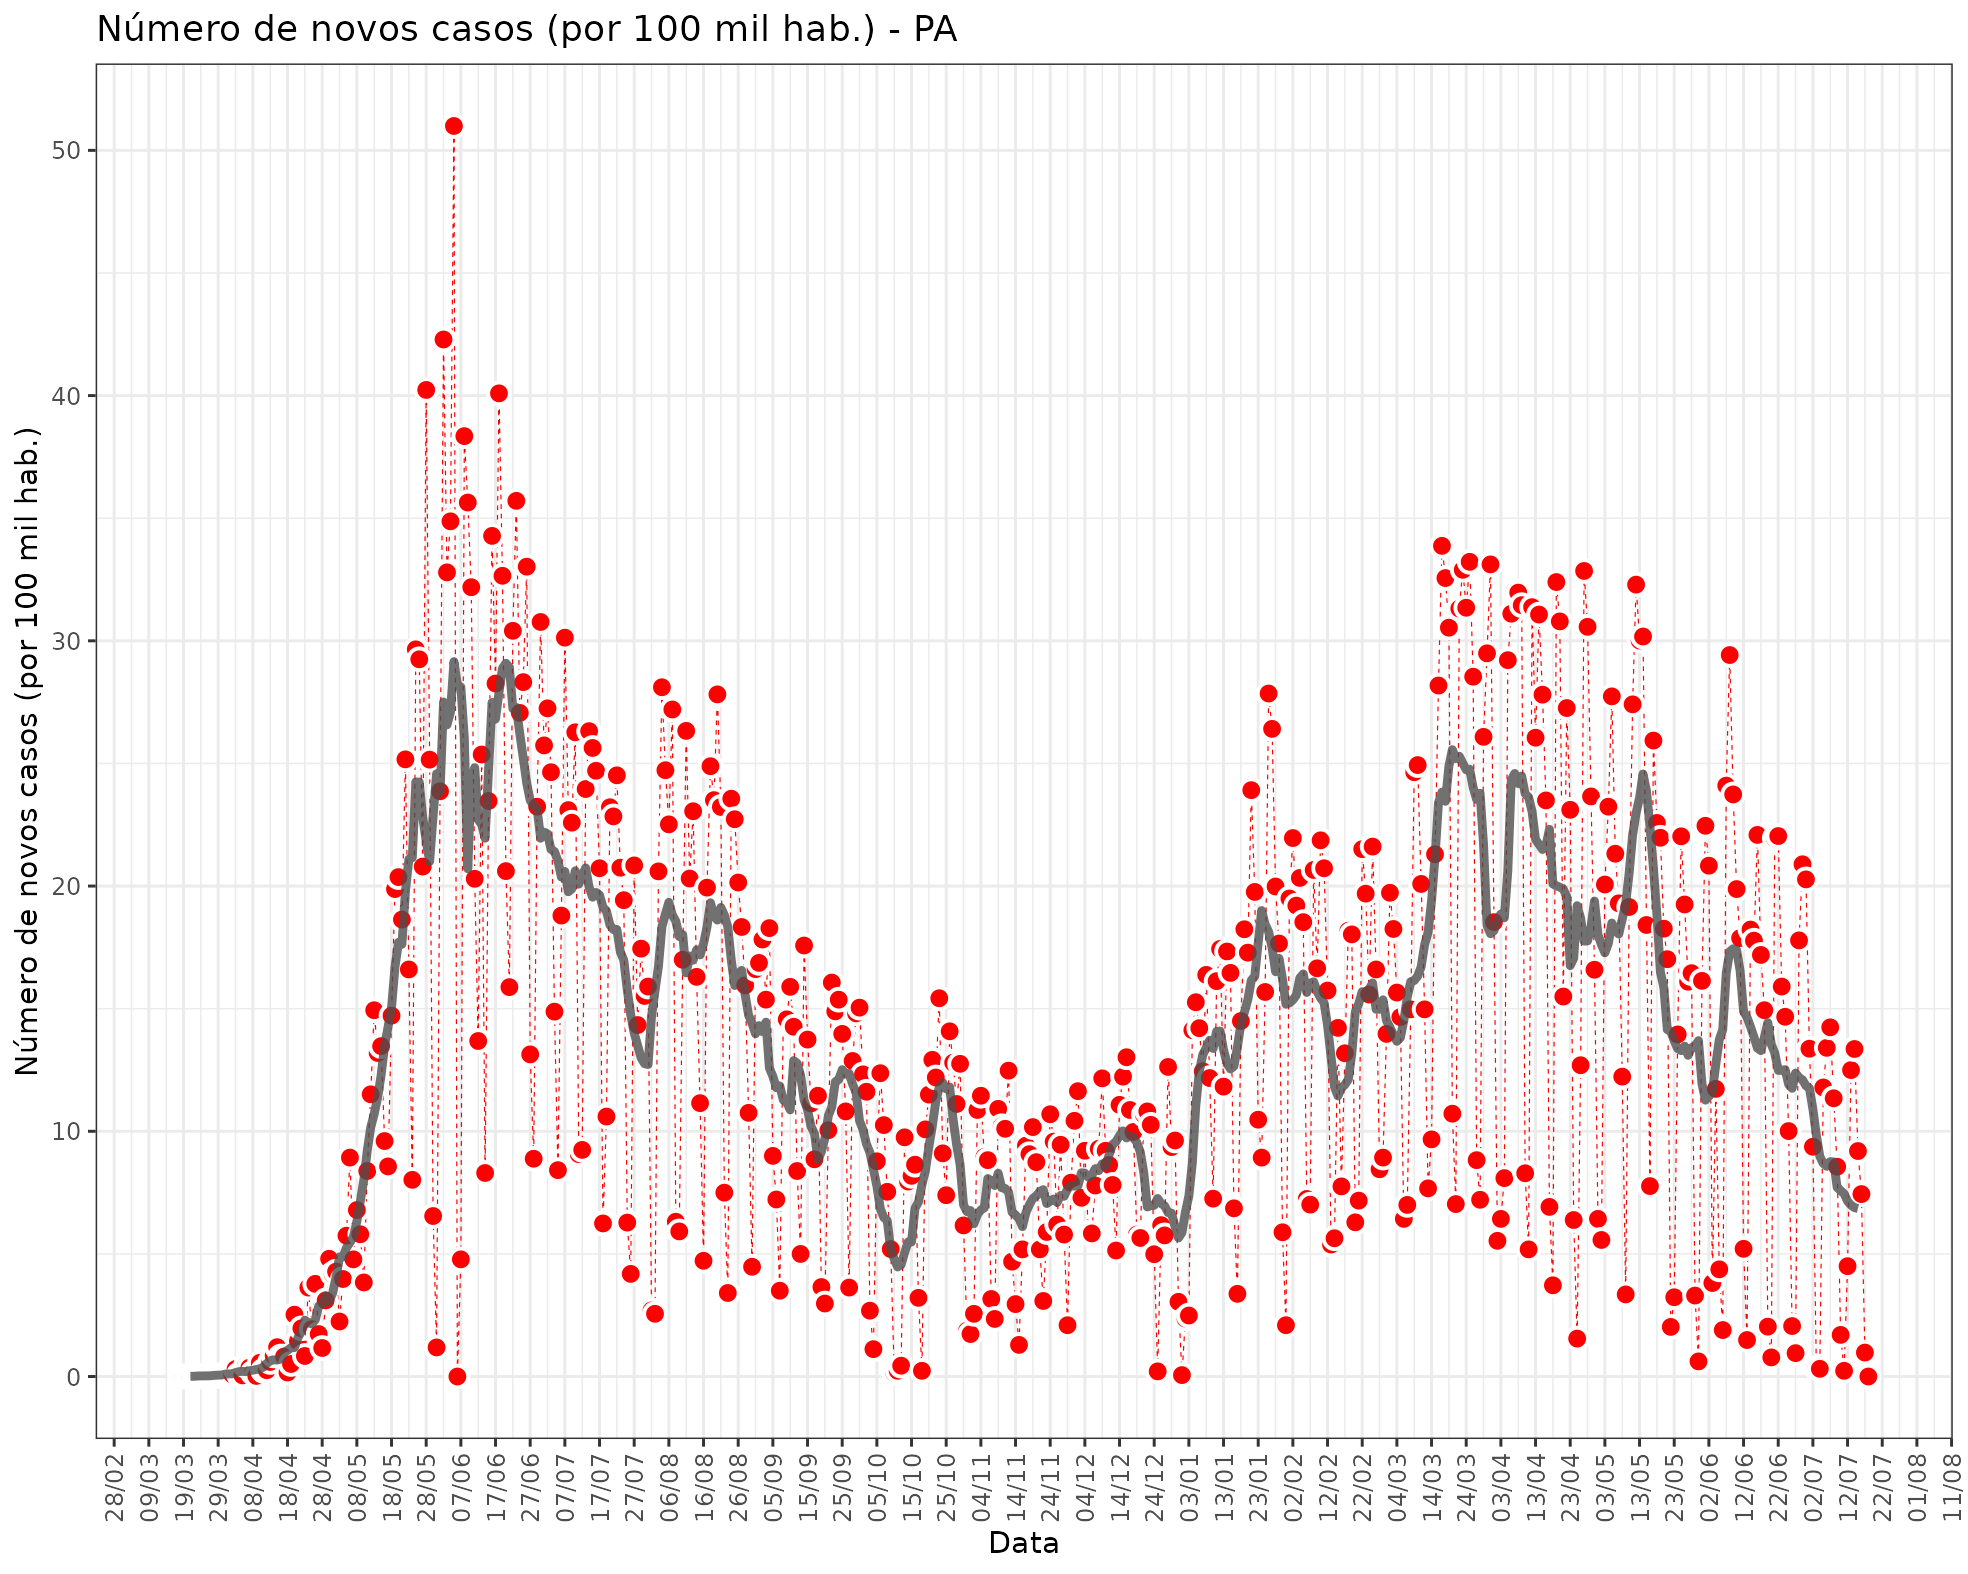 Número de novos casos (por 100 mil hab.) - PA
Número de novos casos (por 100 mil hab.)
50
40
30
20
10
0
28/02 09/03 19/03 29/03 08/04 18/04 28/04 08/05 18/05 28/05 07/06 17/06 27/06 07/07 17/07 27/07 06/08 16/08 26/08 05/09 15/09 25/09 05/10 15/10 25/10 04/11 14/11 24/11 04/12 14/12 24/12 03/01 13/01 23/01 02/02 12/02 22/02 04/03 14/03 24/03 03/04 13/04 23/04 03/05 13/05 23/05 02/06 12/06 22/06 02/07 12/07 22/07 01/08 11/08
Data